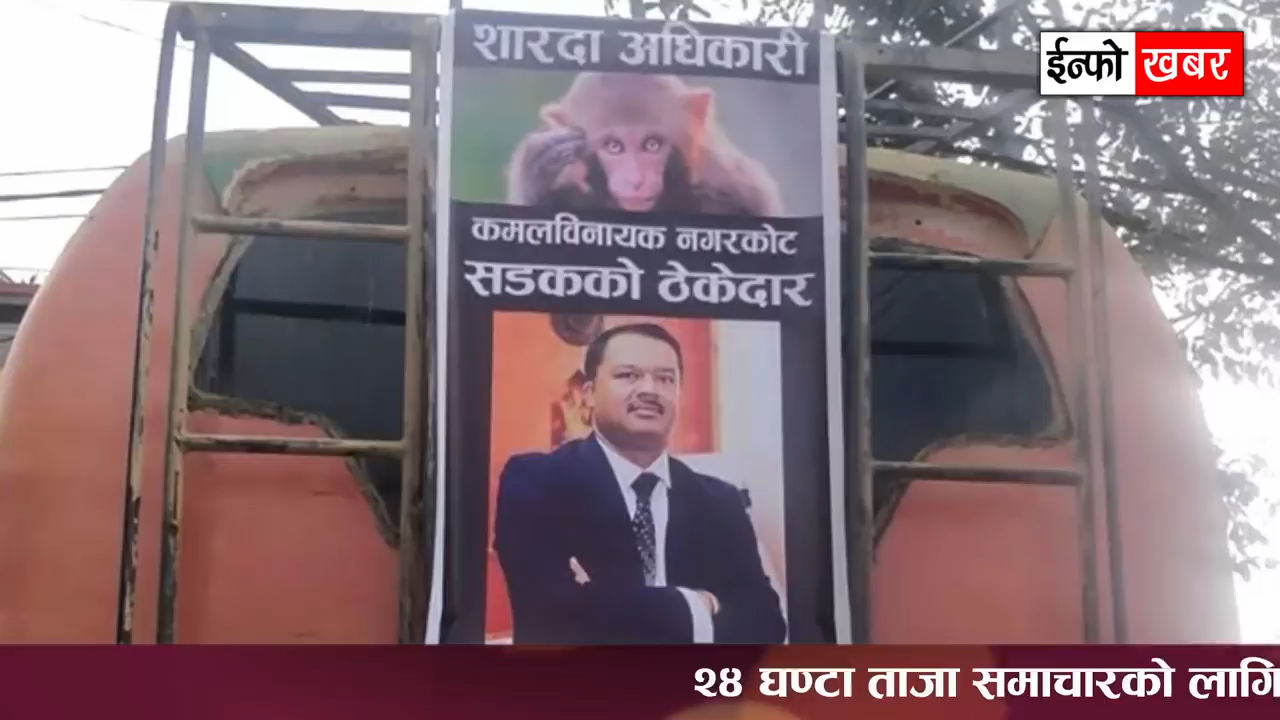 शारदा अधिकारी
ईन्फो खबर
कमलविनायक नगरकोट
सडकको ठेकेदार
२४ घण्टा ताजा समाचारको लागि